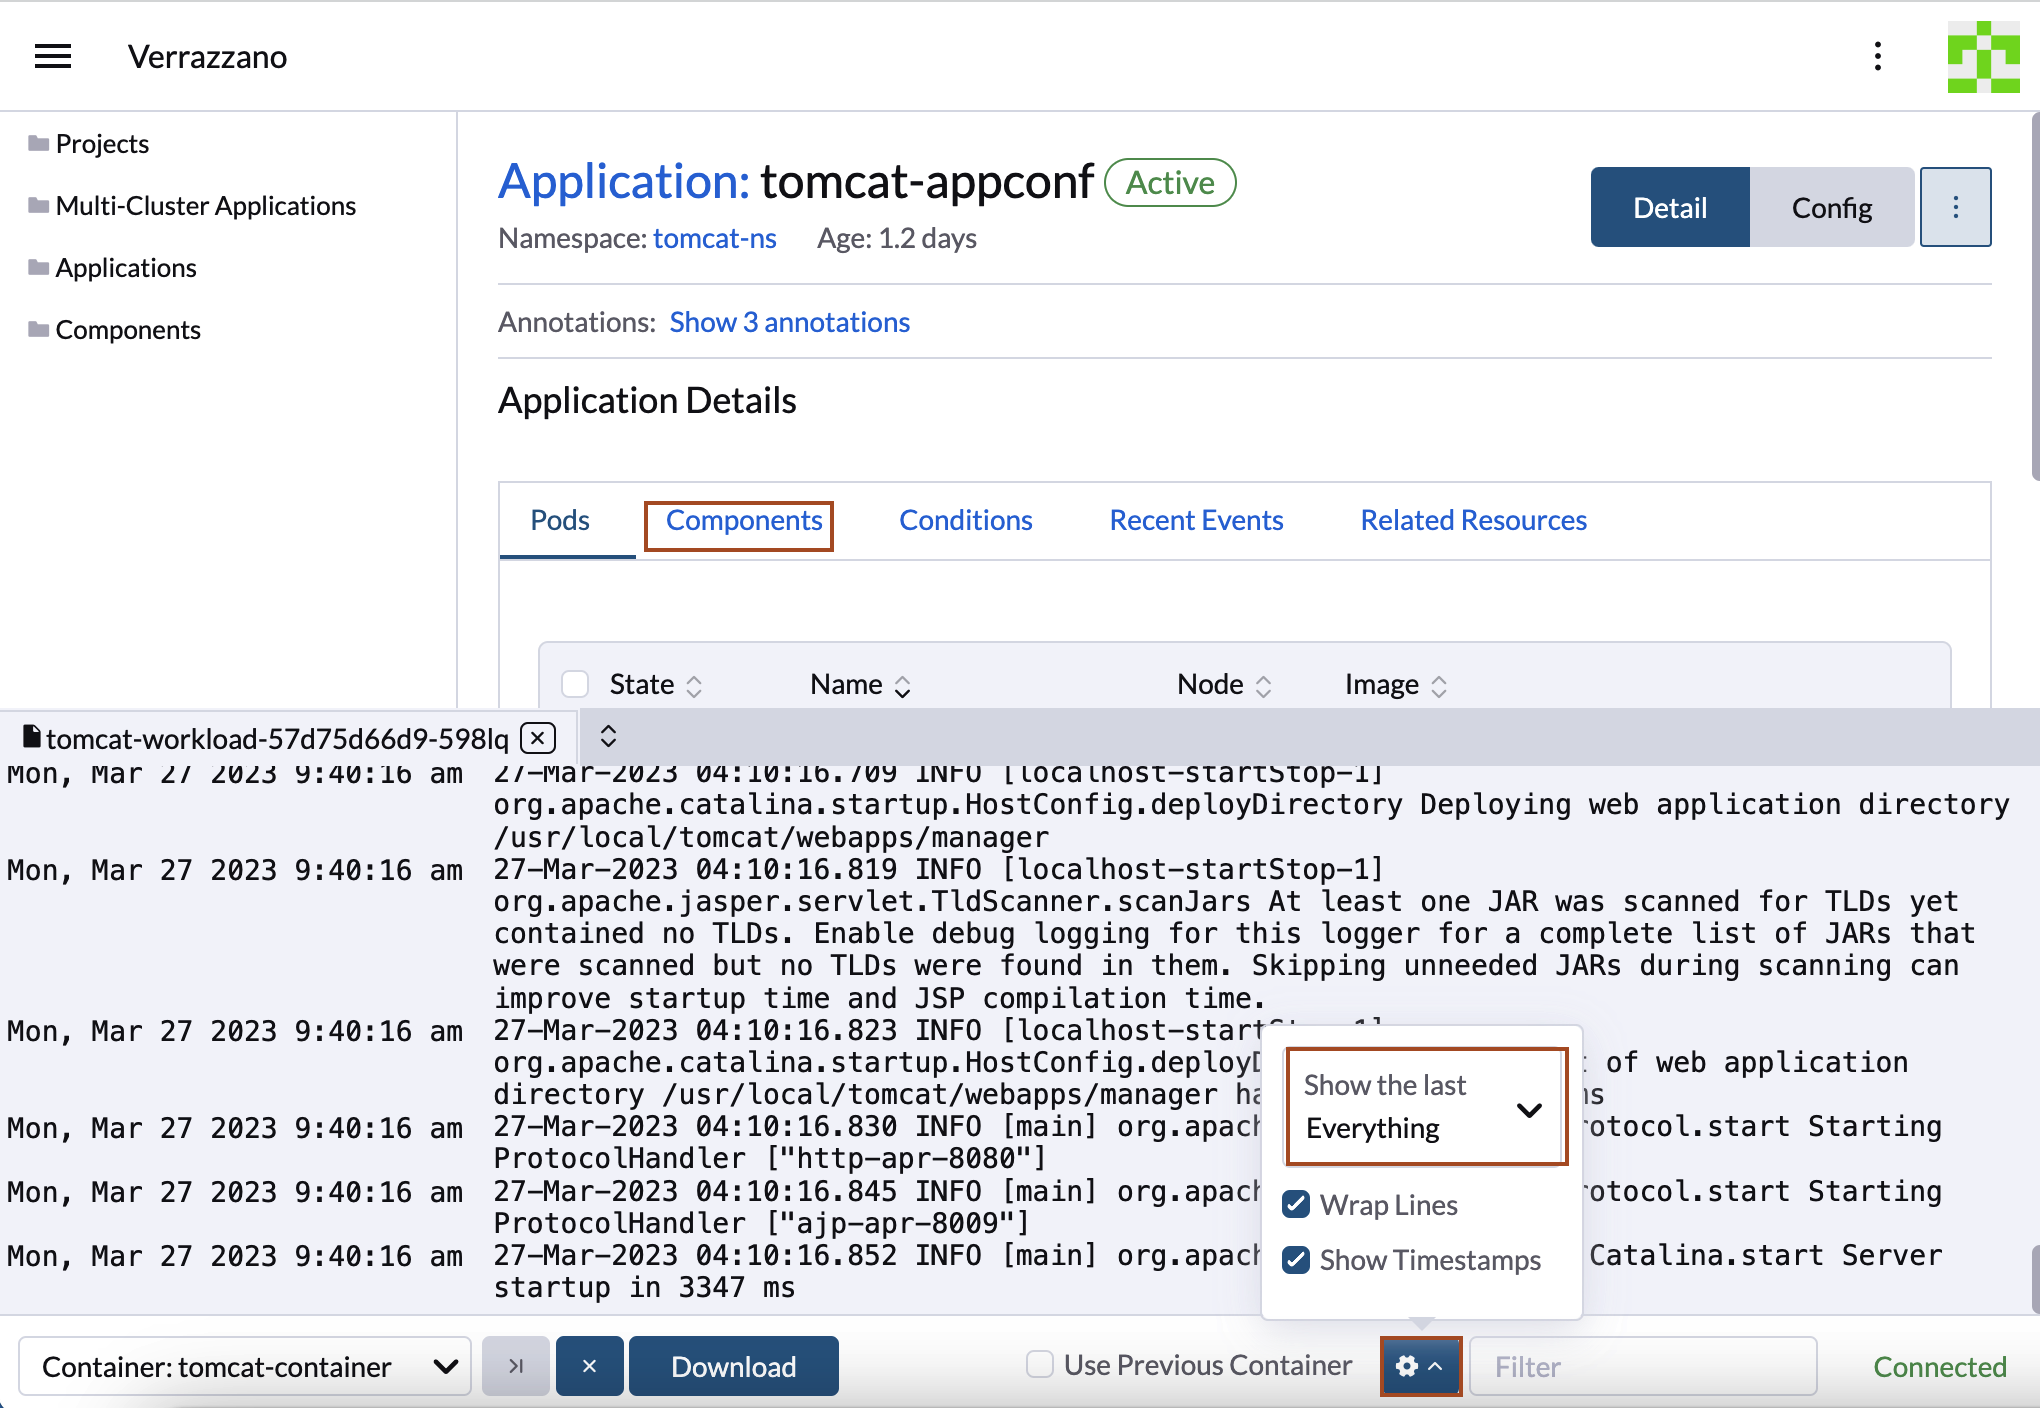 Verrazzano
Projects
Multi-Cluster Applications
Applications
Components
Application: tomcat-appconf Active
Namespace: tomcat-ns Age: 1.2 days
Detail Config
Annotations: Show 3 annotations
Application Details
Pods Components Conditions Recent Events Related Resources
State Name Node Image
tomcat-workload-57d75d66d9-598lq
Mon, Mar 27 2023 9:40:16 am 27-Mar-2023 04:10:16.709 INFO [localhost-startStop-1]
org.apache.catalina.startup.HostConfig.deployDirectory Deploying web application directory
/usr/local/tomcat/webapps/manager
Mon, Mar 27 2023 9:40:16 am 27-Mar-2023 04:10:16.819 INFO [localhost-startStop-1]
org.apache.jasper.servlet.TldScanner.scanJars At least one JAR was scanned for TLDs yet
contained no TLDs. Enable debug logging for this logger for a complete list of JARs that
were scanned but no TLDs were found in them. Skipping unneeded JARs during scanning can
improve startup time and JSP compilation time.
Mon, Mar 27 2023 9:40:16 am 27-Mar-2023 04:10:16.823 INFO [localhost-startStop-1]
org.apache.catalina.startup.HostConfig.deployD of web application
directory /usr/local/tomcat/webapps/manager
Mon, Mar 27 2023 9:40:16 am 27-Mar-2023 04:10:16.830 INFO [main] org.apac otocol.start Starting
ProtocolHandler ["http-apr-8080"]
Mon, Mar 27 2023 9:40:16 am 27-Mar-2023 04:10:16.845 INFO [main] org.apac otocol.start Starting
ProtocolHandler ["ajp-apr-8009"]
Mon, Mar 27 2023 9:40:16 am 27-Mar-2023 04:10:16.852 INFO [main] org.apac Catalina.start Server
startup in 3347 ms
Show the last
Everything
Wrap Lines
Show Timestamps
Container: tomcat-container Download Use Previous Container Filter Connected